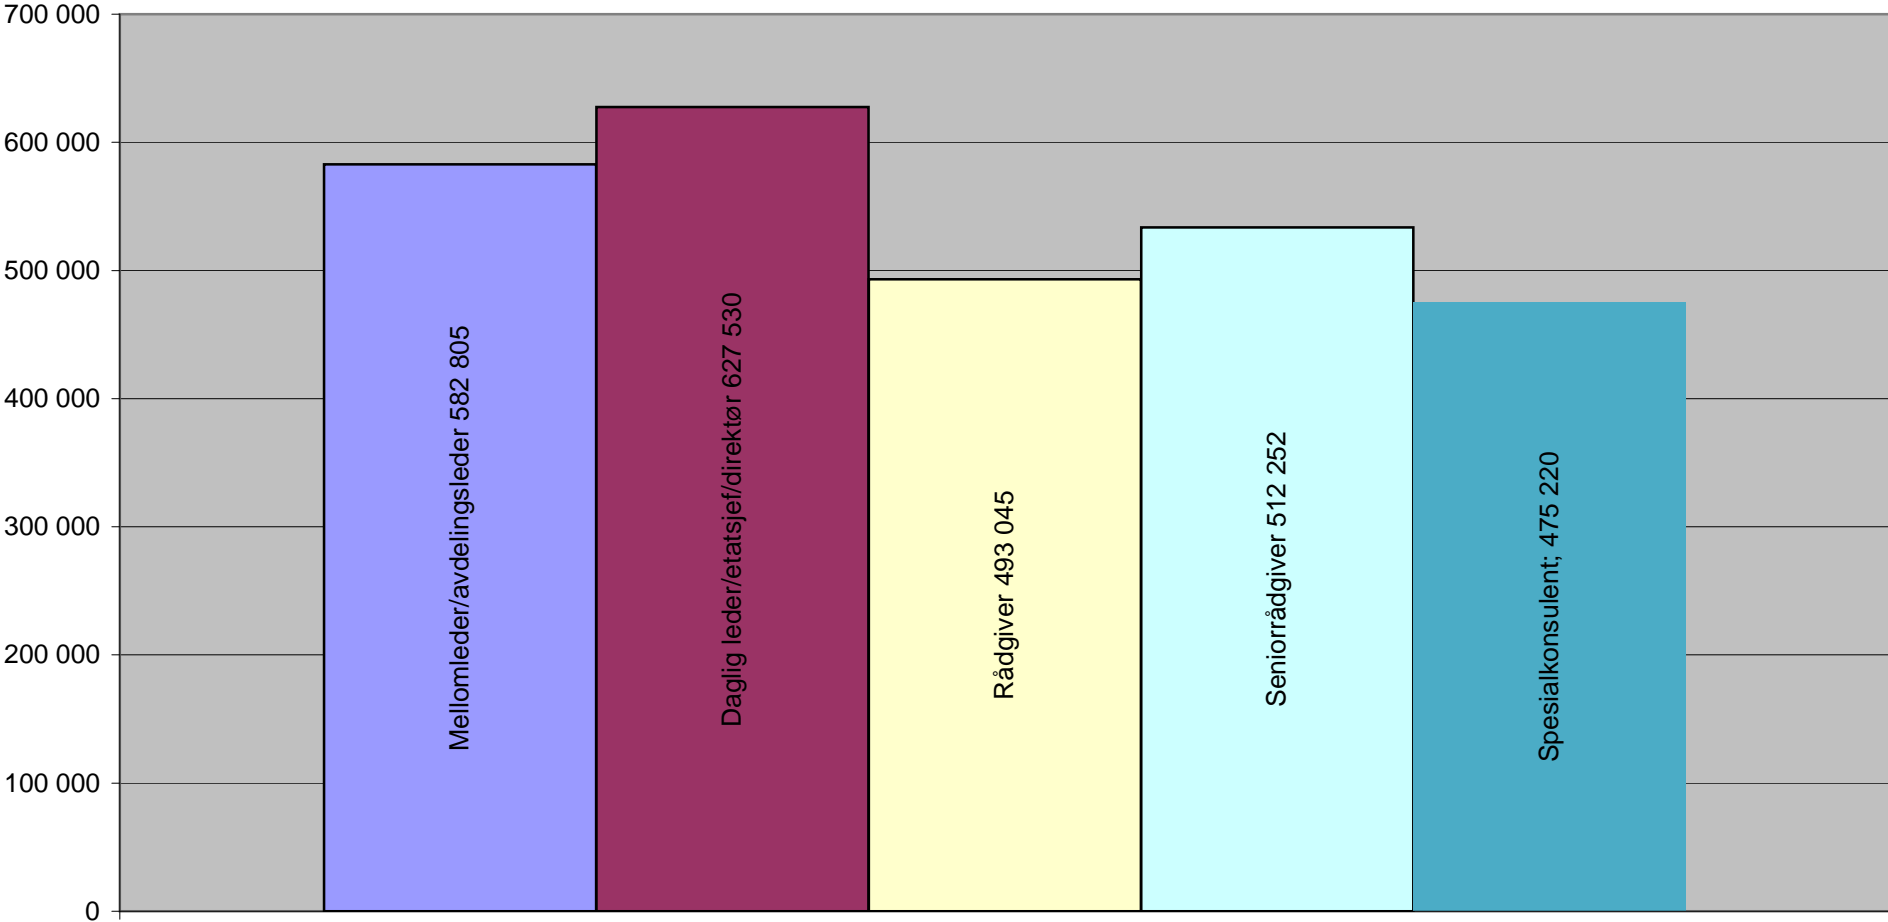 700 000
600 000
500 000
400 000
300 000
200 000
100 000
0
Mellomleder/avdelingsleder 582 805
Daglig leder/etatsjef/direktør 627 530
Rådgiver 493 045
Seniorrådgiver 512 252
Spesialkonsulent; 475 220